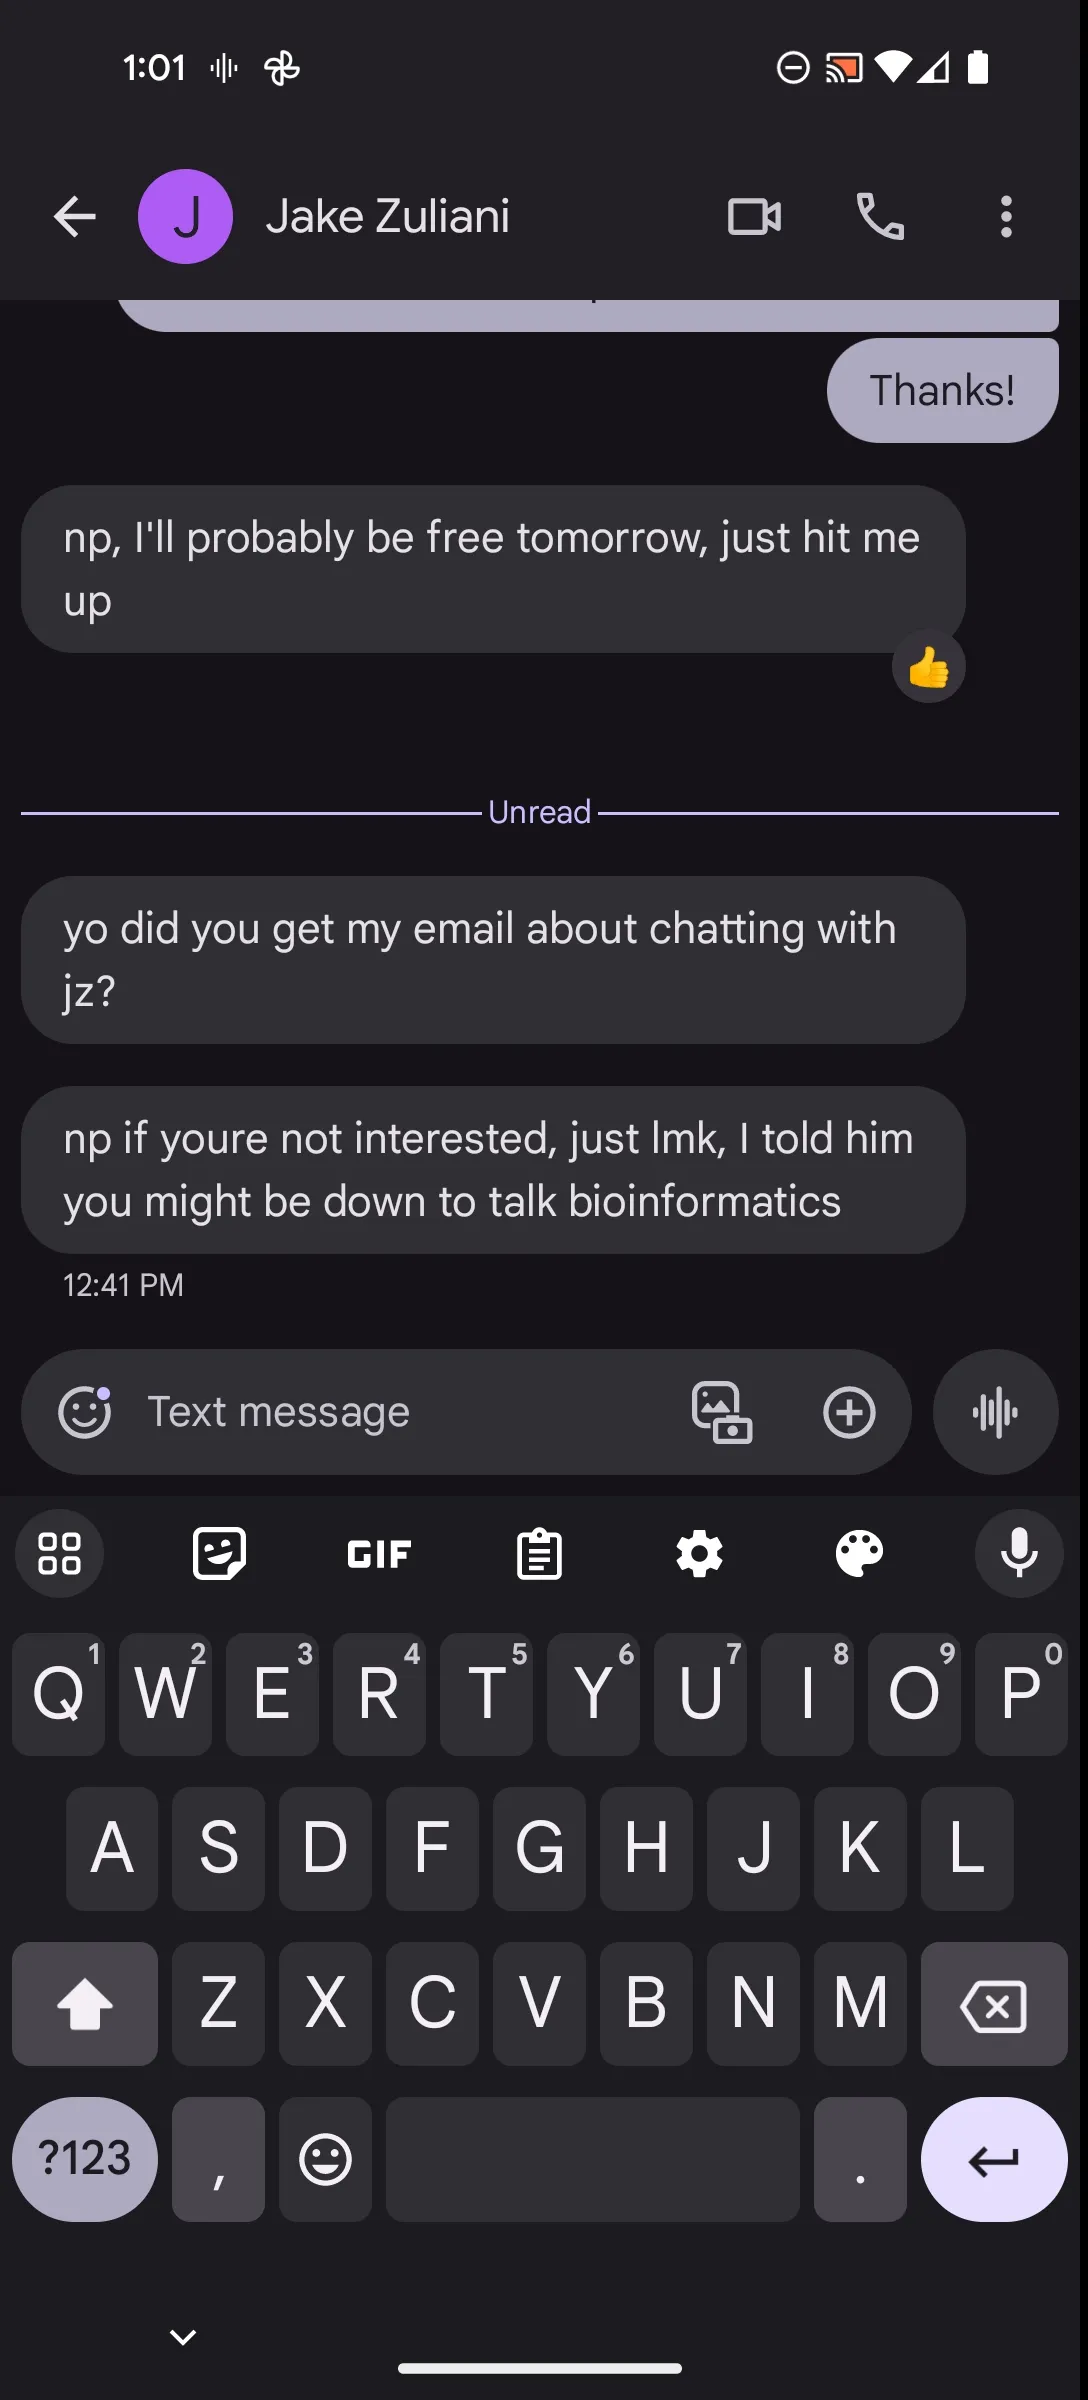 1:01
J
Jake Zuliani
Thanks!
np, I'll probably be free tomorrow, just hit me
up
Unread
yo did you get my email about chatting with
jz?
np if youre not interested, just lmk, I told him
you might be down to talk bioinformatics
12:41 PM
Text message
GIF
Q1 W2 E3 R4 T5 Y6 U7 I8 O9 P0
A S D F G H J K L
Z X C V B N M
?123 , .